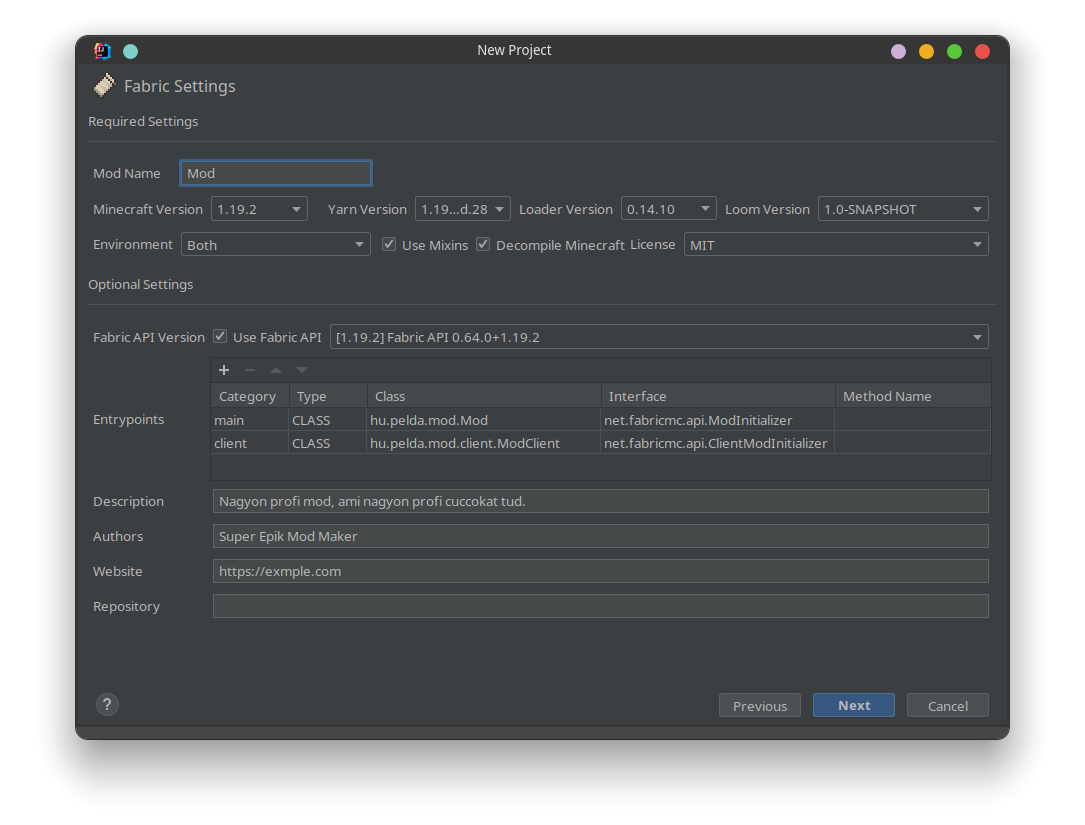 New Project
Fabric Settings
Required Settings
Mod Name Mod
Minecraft Version 1.19.2 Yarn Version 1.19...d.28 Loader Version 0.14.10 Loom Version 1.0-SNAPSHOT
Environment Both Use Mixins Decompile Minecraft License MIT
Optional Settings
Fabric API Version Use Fabric API [1.19.2] Fabric API 0.64.0+1.19.2
Category Type Class Interface Method Name
Entrypoints
main CLASS hu.pelda.mod.Mod net.fabricmc.api.ModInitializer
client CLASS hu.pelda.mod.client.ModClient net.fabricmc.api.ClientModInitializer
Description Nagyon profi mod, ami nagyon profi cuccokat tud.
Authors Super Epik Mod Maker
Website https://exmple.com
Repository
? Previous Next Cancel